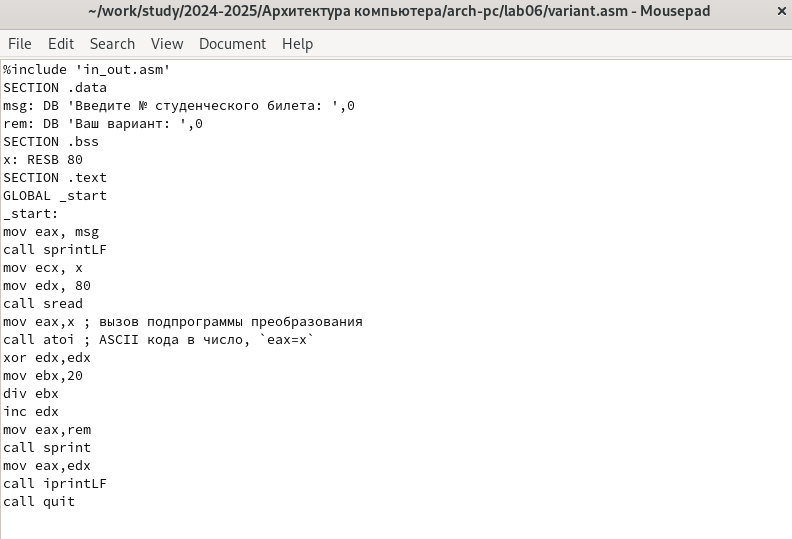 ~/work/study/2024-2025/Архитектура компьютера/arch-pc/lab06/variant.asm - Mousepad ×
File Edit Search View Document Help
%include 'in_out.asm'
SECTION .data
msg: DB 'Введите № студенческого билета: ',0
rem: DB 'Ваш вариант: ',0
SECTION .bss
x: RESB 80
SECTION .text
GLOBAL _start
_start:
mov eax, msg
call sprintLF
mov ecx, x
mov edx, 80
call sread
mov eax,x ; вызов подпрограммы преобразования
call atoi ; ASCII кода в число, `eax=x`
xor edx,edx
mov ebx,20
div ebx
inc edx
mov eax,rem
call sprint
mov eax,edx
call iprintLF
call quit